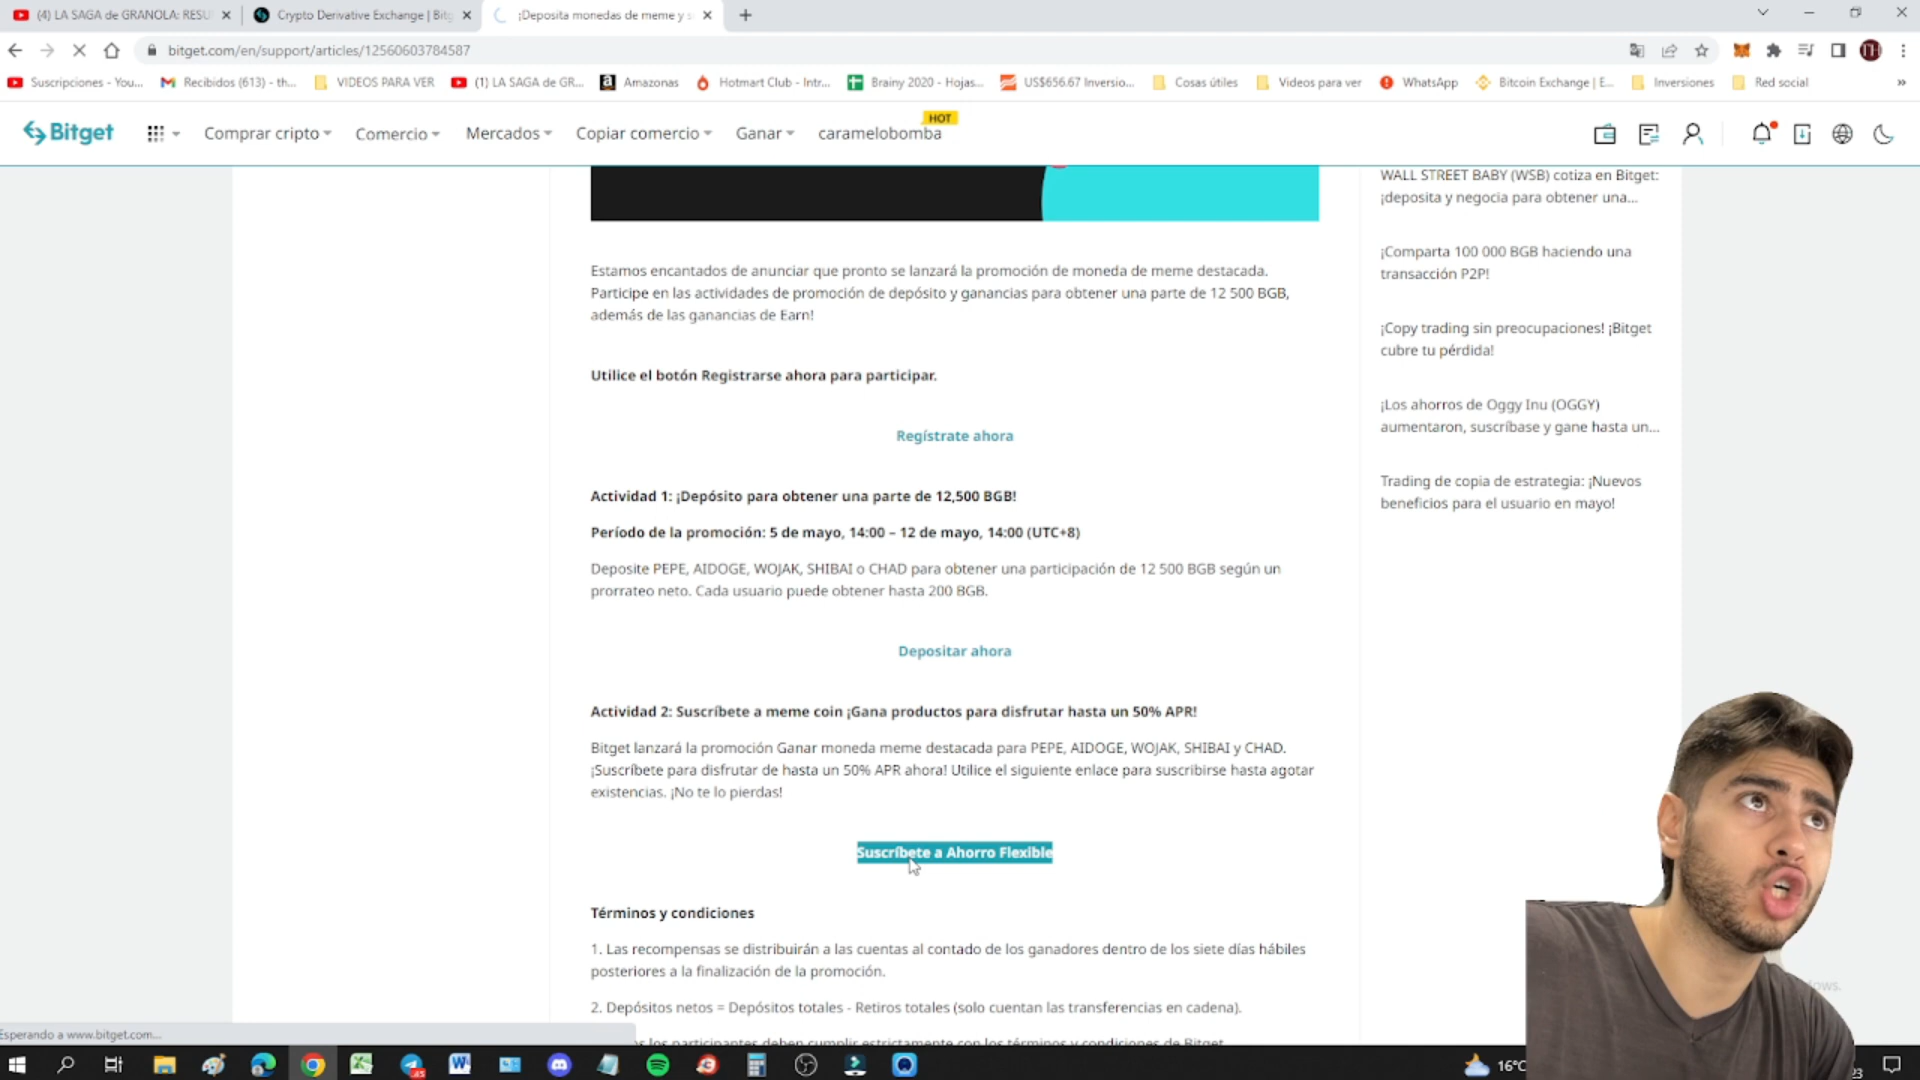 (4) LA SAGA de GRANOLA: RESU
Crypto Derivative Exchange | Bitg
¡Deposita monedas de meme y s
bitget.com/en/support/articles/12560603784587
Suscripciones - You...
Recibidos (613) - th...
VIDEOS PARA VER
(1) LA SAGA de GR...
Amazonas
Hotmart Club - Intr...
Brainy 2020 - Hojas...
US$656.67 Inversio...
Cosas útiles
Videos para ver
WhatsApp
Bitcoin Exchange | E...
Inversiones
Red social
»
Bitget
Comprar cripto
Comercio
Mercados
Copiar comercio
Ganar
caramelobomba
HOT
Estamos encantados de anunciar que pronto se lanzará la promoción de moneda de meme destacada.
Participe en las actividades de promoción de depósito y ganancias para obtener una parte de 12 500 BGB,
además de las ganancias de Earn!
Utilice el botón Registrarse ahora para participar.
Regístrate ahora
Actividad 1: ¡Depósito para obtener una parte de 12,500 BGB!
Período de la promoción: 5 de mayo, 14:00 – 12 de mayo, 14:00 (UTC+8)
Deposite PEPE, AIDOGE, WOJAK, SHIBAI o CHAD para obtener una participación de 12 500 BGB según un
prorrateo neto. Cada usuario puede obtener hasta 200 BGB.
Depositar ahora
Actividad 2: Suscríbete a meme coin ¡Gana productos para disfrutar hasta un 50% APR!
Bitget lanzará la promoción Ganar moneda meme destacada para PEPE, AIDOGE, WOJAK, SHIBAI y CHAD.
¡Suscríbete para disfrutar de hasta un 50% APR ahora! Utilice el siguiente enlace para suscribirse hasta agotar
existencias. ¡No te lo pierdas!
Suscríbete a Ahorro Flexible
Términos y condiciones
1. Las recompensas se distribuirán a las cuentas al contado de los ganadores dentro de los siete días hábiles
posteriores a la finalización de la promoción.
2. Depósitos netos = Depósitos totales - Retiros totales (solo cuentan las transferencias en cadena).
los participantes deben cumplir estrictamente con los términos y condiciones de Bitget
WALL STREET BABY (WSB) cotiza en Bitget:
¡deposita y negocia para obtener una...
¡Comparta 100 000 BGB haciendo una
transacción P2P!
¡Copy trading sin preocupaciones! ¡Bitget
cubre tu pérdida!
¡Los ahorros de Oggy Inu (OGGY)
aumentaron, suscríbase y gane hasta un...
Trading de copia de estrategia: ¡Nuevos
beneficios para el usuario en mayo!
Esperando a www.bitget.com...
16°C